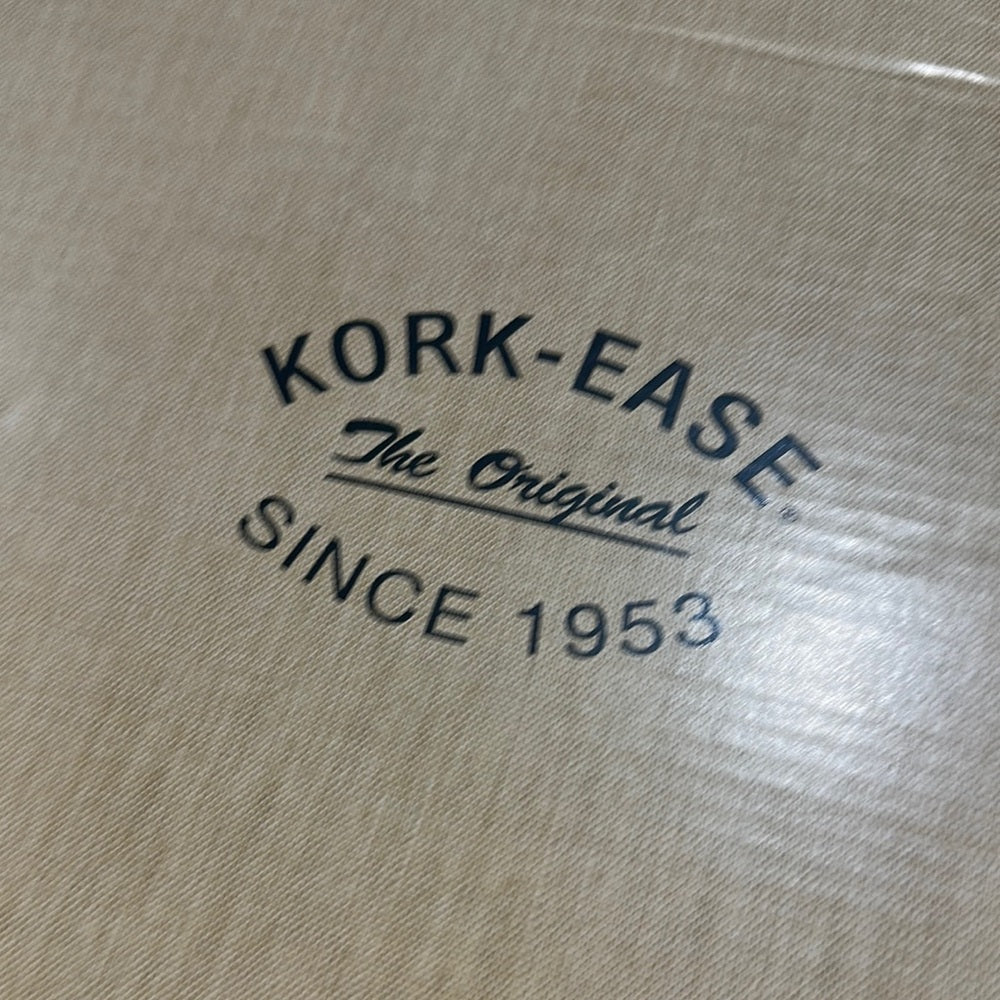 KORK-EASE®
The Original
SINCE 1953